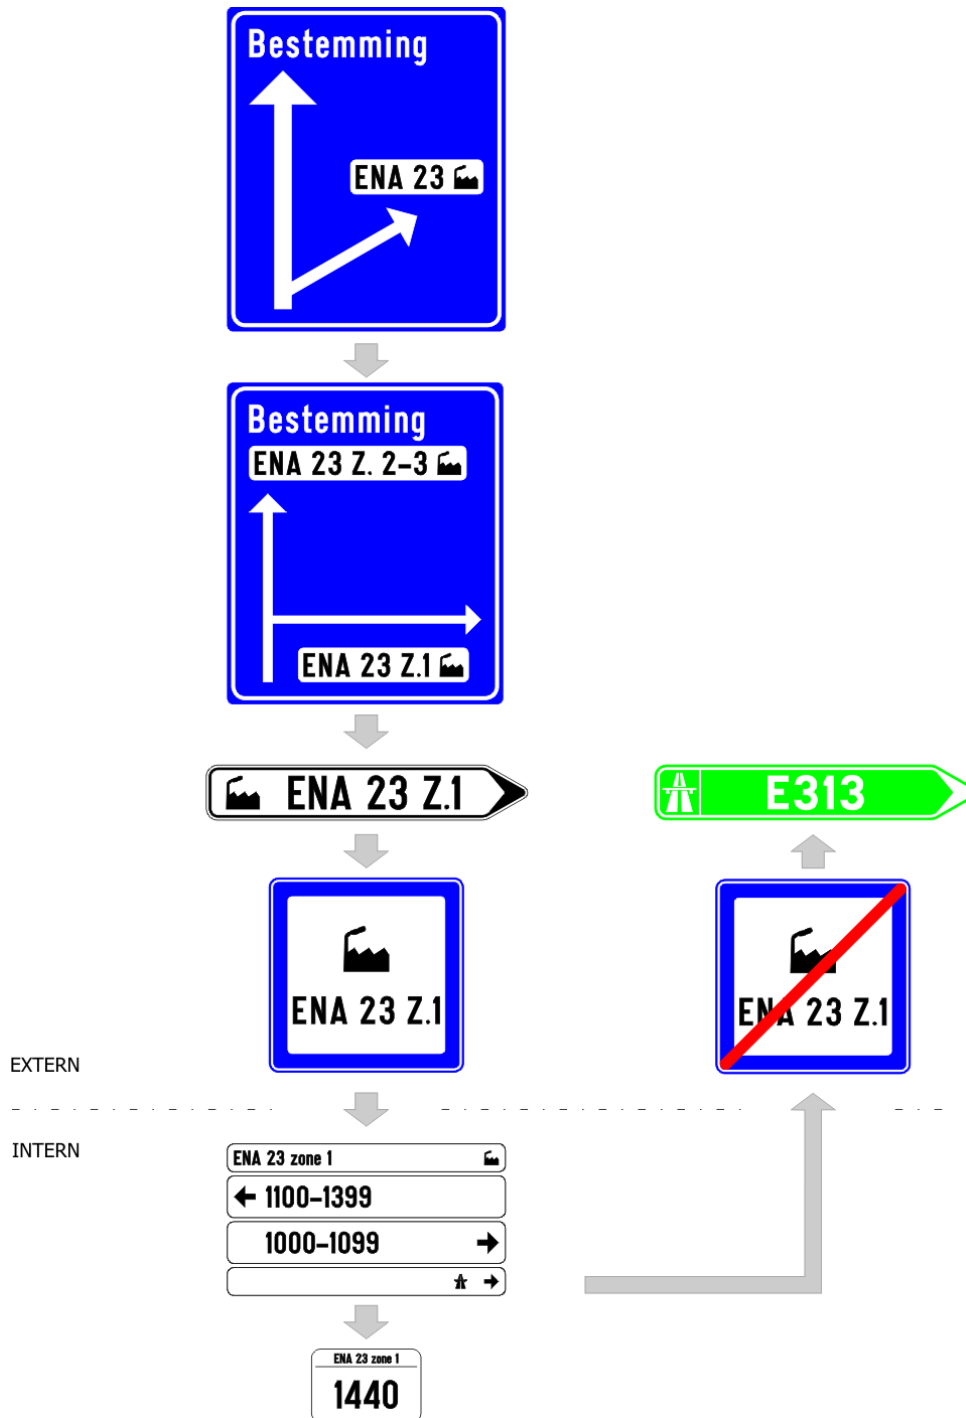 Bestemming
ENA 23
Bestemming
ENA 23 Z. 2-3
ENA 23 Z.1
ENA 23 Z.1
E313
ENA 23 Z.1
ENA 23 Z.1
EXTERN
INTERN
ENA 23 zone 1
1100-1399
1000-1099
ENA 23 zone 1
1440